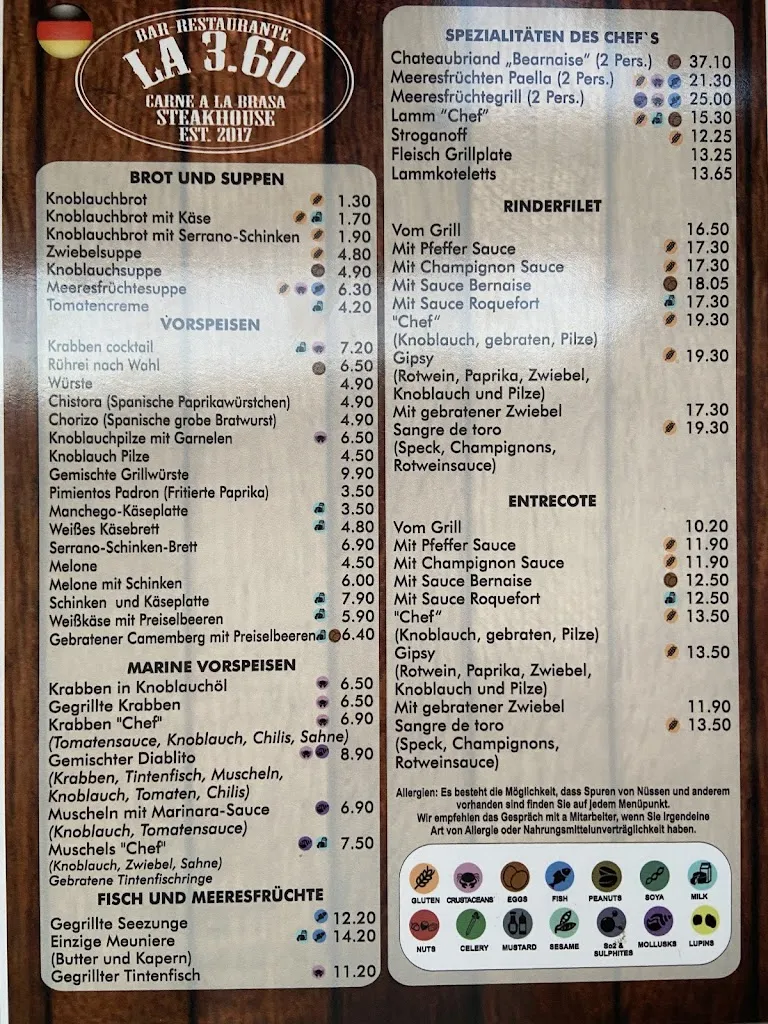 BAR-RESTAURANTE
LA 3.60
CARNE A LA BRASA
STEAKHOUSE
EST. 2017
BROT UND SUPPEN
Knoblauchbrot 1.30
Knoblauchbrot mit Käse 1.70
Knoblauchbrot mit Serrano-Schinken 1.90
Zwiebelsuppe 4.80
Knoblauchsuppe 4.90
Meeresfrüchtesuppe 6.30
Tomatencreme 4.20
VORSPEISEN
Krabben cocktail 7.20
Rührei nach Wahl 6.50
Würste 4.90
Chistora (Spanische Paprikawürstchen) 4.90
Chorizo (Spanische grobe Bratwurst) 4.90
Knoblauchpilze mit Garnelen 6.50
Knoblauch Pilze 4.50
Gemischte Grillwürste 9.90
Pimientos Padron (Fritierte Paprika) 3.50
Manchego-Käseplatte 3.50
Weißes Käsebrett 4.80
Serrano-Schinken-Brett 6.90
Melone 4.50
Melone mit Schinken 6.00
Schinken und Käseplatte 7.90
Weißkäse mit Preiselbeeren 5.90
Gebratener Camembert mit Preiselbeeren 6.40
MARINE VORSPEISEN
Krabben in Knoblauchöl 6.50
Gegrillte Krabben 6.50
Krabben "Chef" 6.90
(Tomatensauce, Knoblauch, Chilis, Sahne)
Gemischter Diablito 8.90
(Krabben, Tintenfisch, Muscheln,
Knoblauch, Tomaten, Chilis)
Muscheln mit Marinara-Sauce 6.90
(Knoblauch, Tomatensauce)
Muschels "Chef" 7.50
(Knoblauch, Zwiebel, Sahne)
Gebratene Tintenfischringe
FISCH UND MEERESFRÜCHTE
Gegrillte Seezunge 12.20
Einzige Meuniere 14.20
(Butter und Kapern)
Gegrillter Tintenfisch 11.20
SPEZIALITÄTEN DES CHEF`S
Chateaubriand „Bearnaise" (2 Pers.) 37.10
Meeresfrüchten Paella (2 Pers.) 21.30
Meeresfrüchtegrill (2 Pers.) 25.00
Lamm "Chef" 15.30
Stroganoff 12.25
Fleisch Grillplate 13.25
Lammkoteletts 13.65
RINDERFILET
Vom Grill 16.50
Mit Pfeffer Sauce 17.30
Mit Champignon Sauce 17.30
Mit Sauce Bernaise 18.05
Mit Sauce Roquefort 17.30
"Chef" 19.30
(Knoblauch, gebraten, Pilze)
Gipsy 19.30
(Rotwein, Paprika, Zwiebel,
Knoblauch und Pilze)
Mit gebratener Zwiebel 17.30
Sangre de toro 19.30
(Speck, Champignons,
Rotweinsauce)
ENTRECOTE
Vom Grill 10.20
Mit Pfeffer Sauce 11.90
Mit Champignon Sauce 11.90
Mit Sauce Bernaise 12.50
Mit Sauce Roquefort 12.50
"Chef" 13.50
(Knoblauch, gebraten, Pilze)
Gipsy 13.50
(Rotwein, Paprika, Zwiebel,
Knoblauch und Pilze)
Mit gebratener Zwiebel 11.90
Sangre de toro 13.50
(Speck, Champignons,
Rotweinsauce)
Allergien: Es besteht die Möglichkeit, dass Spuren von Nüssen und anderem
vorhanden sind finden Sie auf jedem Menüpunkt.
Wir empfehlen das Gespräch mit a Mitarbeiter, wenn Sie Irgendeine
Art von Allergie oder Nahrungsmittelunverträglichkeit haben.
GLUTEN CRUSTACEANS EGGS FISH PEANUTS SOYA MILK
NUTS CELERY MUSTARD SESAME So2 & SULPHITES MOLLUSKS LUPINS